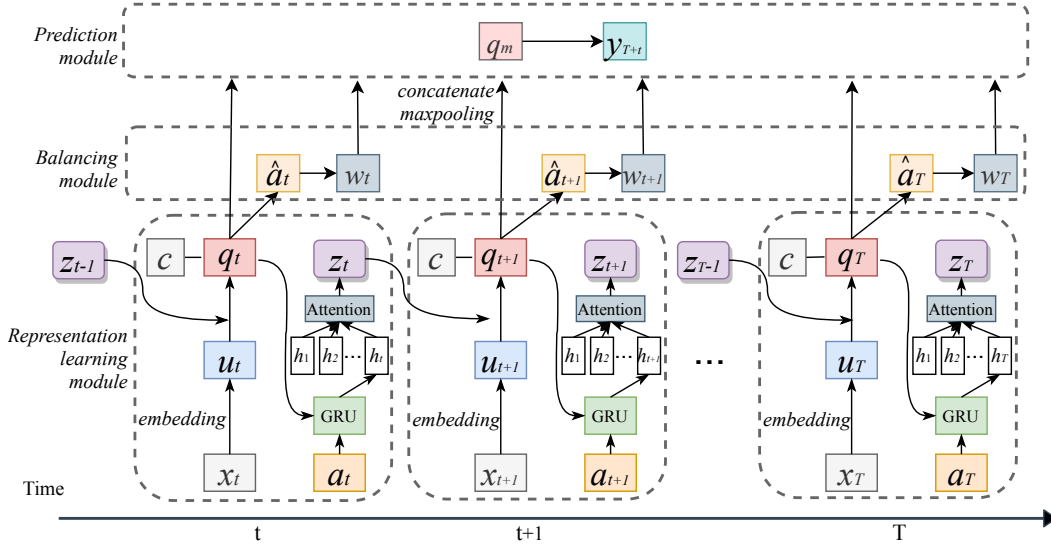 Prediction
module
q_m
y_{T+t}
concatenate
maxpooling
Balancing
module
â_t
w_t
â_{t+1}
w_{t+1}
â_T
w_T
z_{t-1}
c
q_t
z_t
c
q_{t+1}
z_{t+1}
z_{T-1}
c
q_T
z_T
Attention
Attention
Attention
Representation
learning
module
u_t
h_1
h_2
···
h_t
u_{t+1}
h_1
h_2
···
h_{t+1}
...
u_T
h_1
h_2
···
h_T
embedding
GRU
embedding
GRU
embedding
GRU
x_t
a_t
x_{t+1}
a_{t+1}
x_T
a_T
Time
t
t+1
T